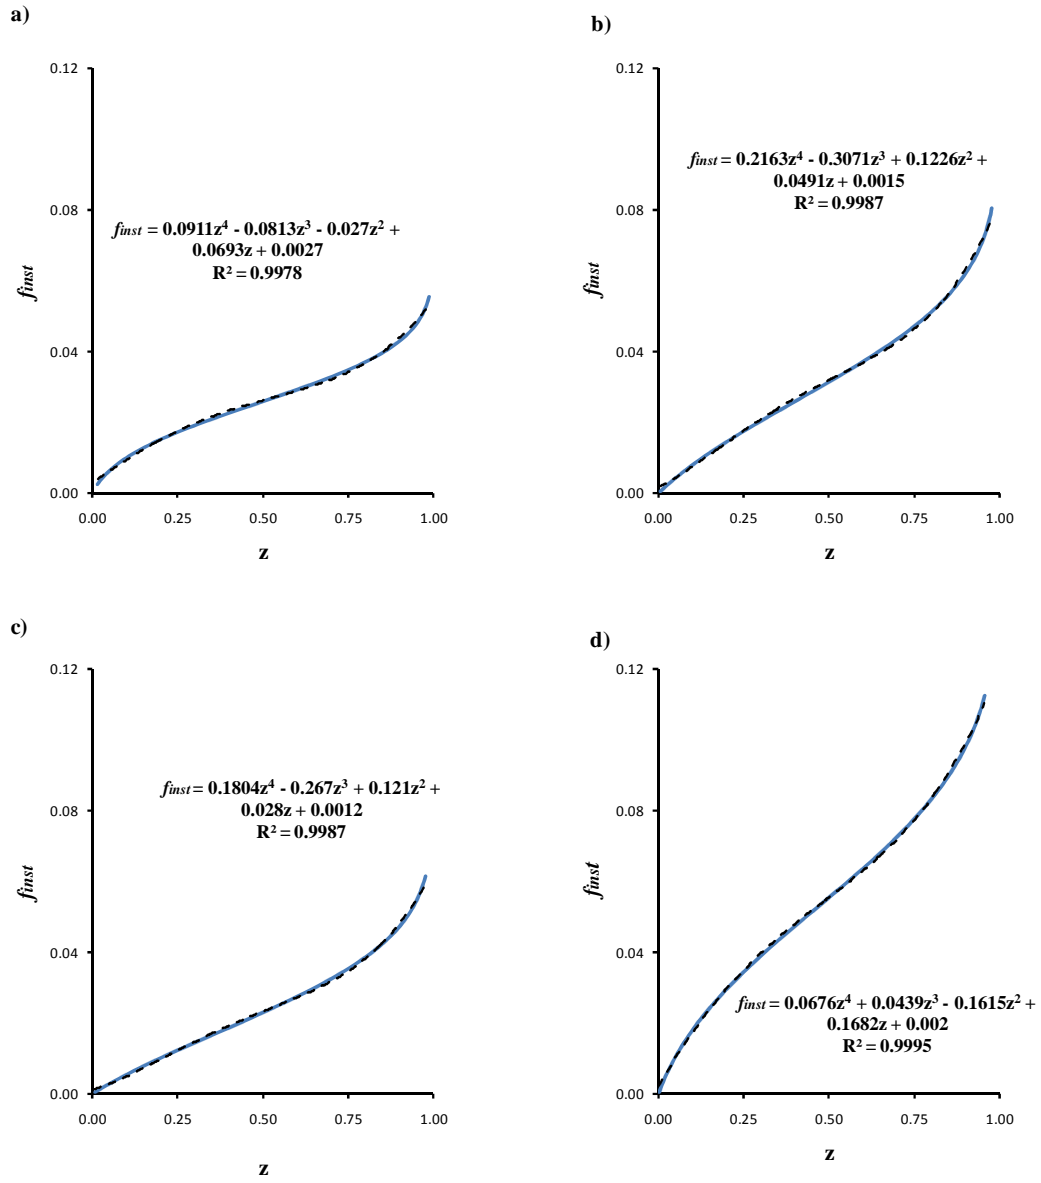 a)
0.12
0.08
0.04
0.00
finst
finst = 0.0911z⁴ - 0.0813z³ - 0.027z² +
0.0693z + 0.0027
R² = 0.9978
0.00 0.25 0.50 0.75 1.00
z
b)
0.12
0.08
0.04
0.00
finst
finst = 0.2163z⁴ - 0.3071z³ + 0.1226z² +
0.0491z + 0.0015
R² = 0.9987
0.00 0.25 0.50 0.75 1.00
z
c)
0.12
0.08
0.04
0.00
finst
finst = 0.1804z⁴ - 0.267z³ + 0.121z² +
0.028z + 0.0012
R² = 0.9987
0.00 0.25 0.50 0.75 1.00
z
d)
0.12
0.08
0.04
0.00
finst
finst = 0.0676z⁴ + 0.0439z³ - 0.1615z² +
0.1682z + 0.002
R² = 0.9995
0.00 0.25 0.50 0.75 1.00
z